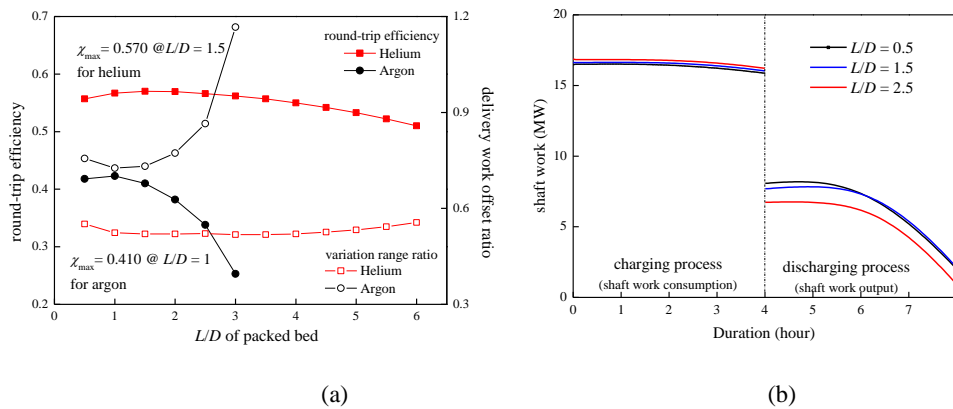 0.7
0.6
0.5
0.4
0.3
0.2
round-trip efficiency
χmax = 0.570 @L/D = 1.5
for helium
round-trip efficiency
Helium
Argon
χmax = 0.410 @ L/D = 1
for argon
variation range ratio
Helium
Argon
1.2
0.9
0.6
0.3
delivery work offset ratio
0 1 2 3 4 5 6
L/D of packed bed
(a)
20
15
10
5
0
shaft work (MW)
L/D = 0.5
L/D = 1.5
L/D = 2.5
charging process
(shaft work consumption)
discharging process
(shaft work output)
0 1 2 3 4 5 6 7
Duration (hour)
(b)